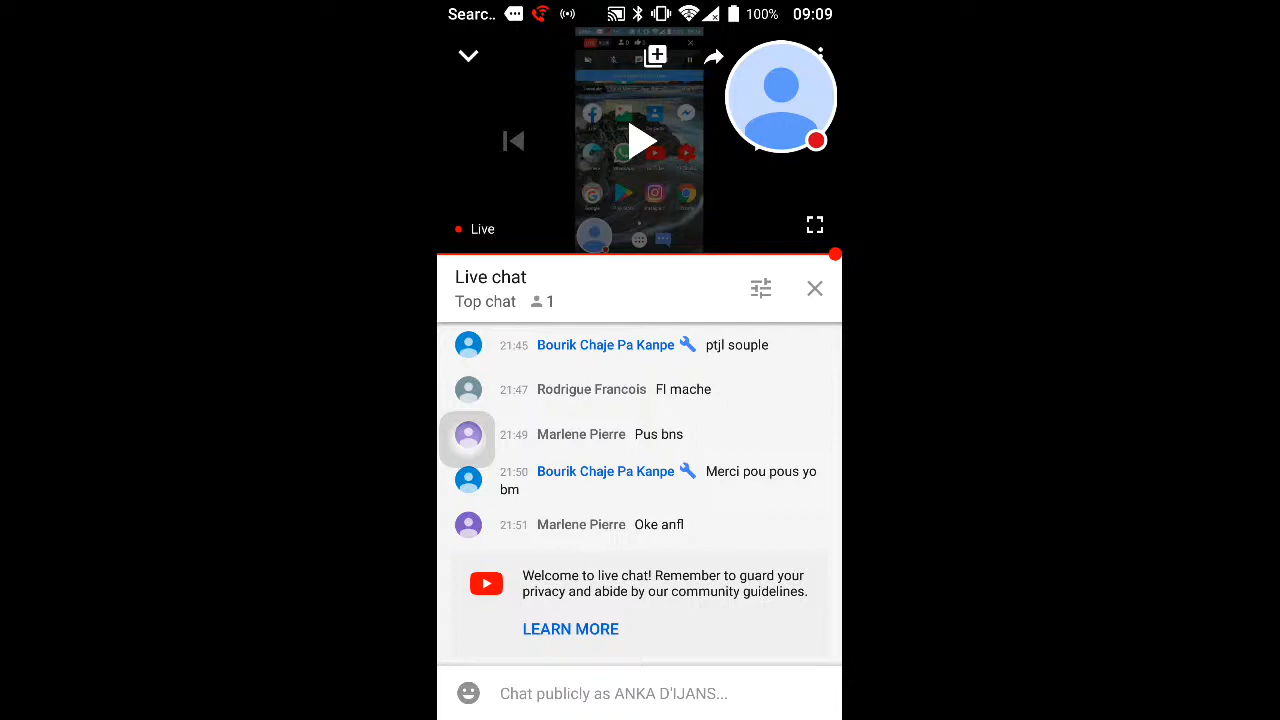 Searc.. 100% 09:09
Live
Live chat
Top chat 1
21:45 Bourik Chaje Pa Kanpe ptjl souple
21:47 Rodrigue Francois Fl mache
21:49 Marlene Pierre Pus bns
21:50 Bourik Chaje Pa Kanpe Merci pou pous yo
bm
21:51 Marlene Pierre Oke anfl
Welcome to live chat! Remember to guard your
privacy and abide by our community guidelines.
LEARN MORE
Chat publicly as ANKA D'IJANS...